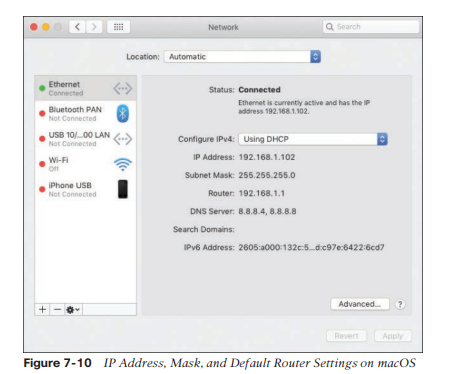 Network
Search
Location: Automatic
Ethernet
Connected
Bluetooth PAN
Not Connected
USB 10/...00 LAN
Not Connected
Wi-Fi
Off
iPhone USB
Not Connected
Status: Connected
Ethernet is currently active and has the IP
address 192.168.1.102.
Configure IPv4: Using DHCP
IP Address: 192.168.1.102
Subnet Mask: 255.255.255.0
Router: 192.168.1.1
DNS Server: 8.8.8.4, 8.8.8.8
Search Domains:
IPv6 Address: 2605:a000:132c:5...d:c97e:6422:6cd7
Advanced... ?
Revert Apply
Figure 7-10 IP Address, Mask, and Default Router Settings on macOS